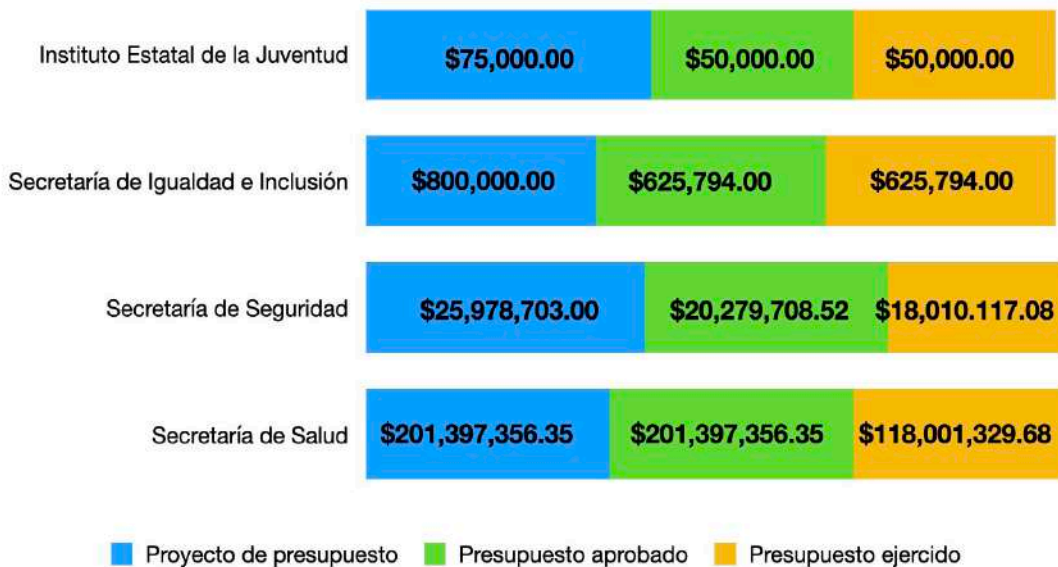 Instituto Estatal de la Juventud $75,000.00 $50,000.00 $50,000.00
Secretaría de Igualdad e Inclusión $800,000.00 $625,794.00 $625,794.00
Secretaría de Seguridad $25,978,703.00 $20,279,708.52 $18,010.117.08
Secretaría de Salud $201,397,356.35 $201,397,356.35 $118,001,329.68
Proyecto de presupuesto Presupuesto aprobado Presupuesto ejercido